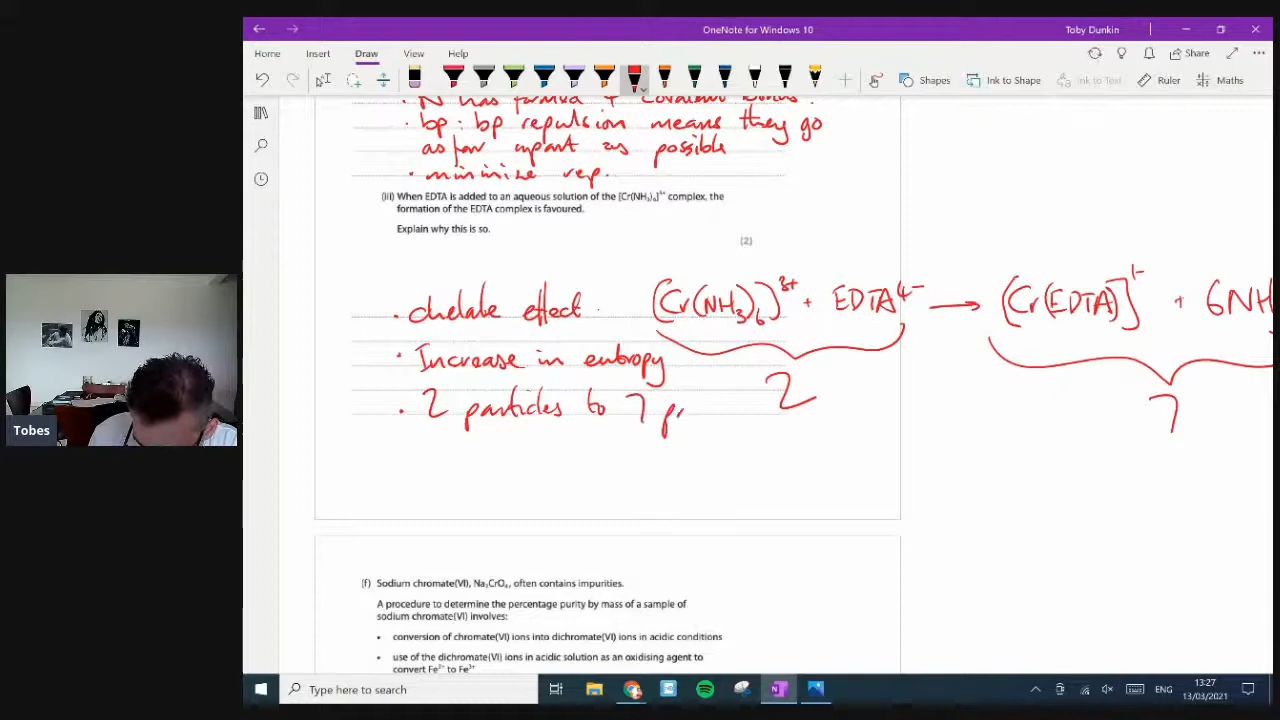 OneNote for Windows 10
Toby Dunkin
Home Insert Draw View Help
Share
Shapes
Ink to Shape
Ink to Text
Ruler
Maths
· N has formed 4 covalent bonds.
· bp : bp repulsion means they go
as far apart as possible
· minimize rep.
(iii) When EDTA is added to an aqueous solution of the [Cr(NH₃)₆]³⁺ complex, the
formation of the EDTA complex is favoured.
Explain why this is so.
(2)
· chelate effect. [Cr(NH₃)₆]³⁺ + EDTA⁴⁻ → [Cr(EDTA)]¹⁻ + 6NH
· Increase in entropy
2
7
· 2 particles to 7 p
Tobes
(f) Sodium chromate(VI), Na₂CrO₄, often contains impurities.
A procedure to determine the percentage purity by mass of a sample of
sodium chromate(VI) involves:
• conversion of chromate(VI) ions into dichromate(VI) ions in acidic conditions
• use of the dichromate(VI) ions in acidic solution as an oxidising agent to
convert Fe²⁺ to Fe³⁺
Type here to search
ENG
13:27
13/03/2021